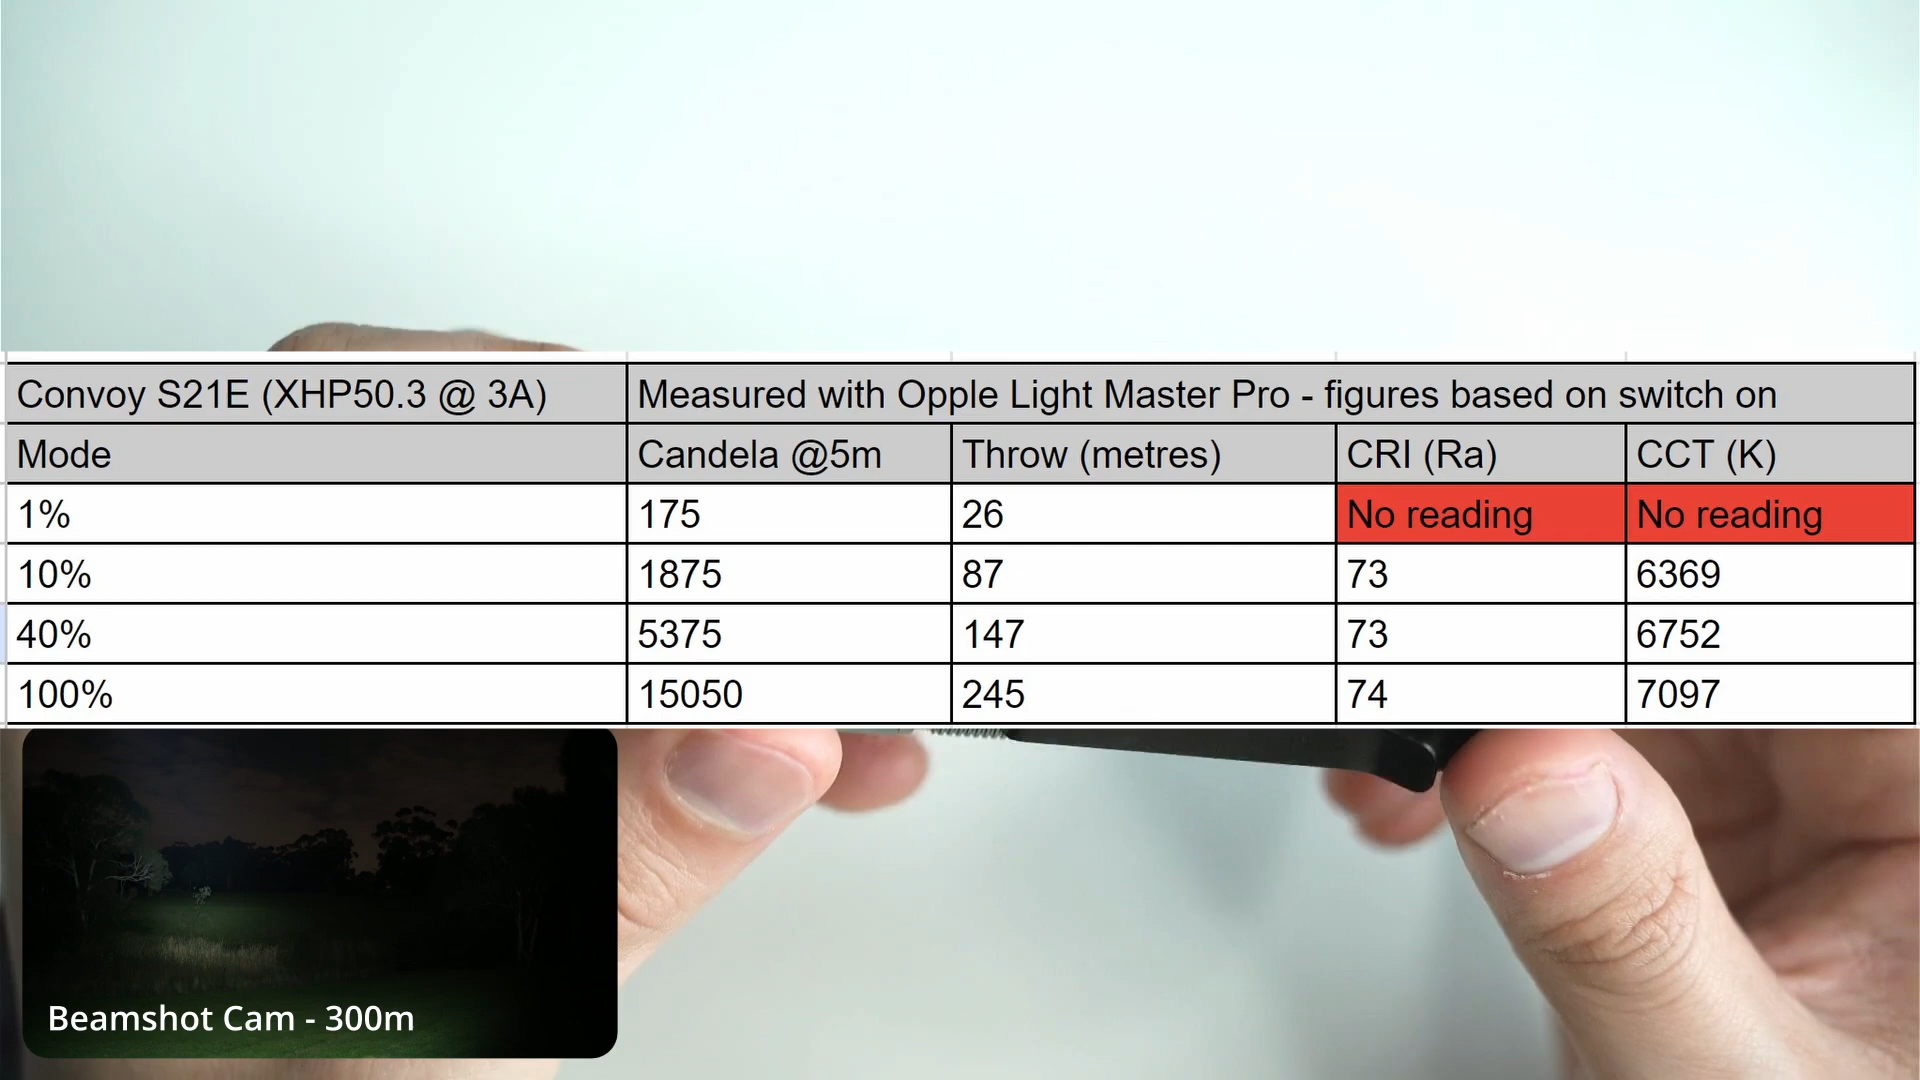 Convoy S21E (XHP50.3 @ 3A) Measured with Opple Light Master Pro - figures based on switch on
Mode Candela @5m Throw (metres) CRI (Ra) CCT (K)
1% 175 26 No reading No reading
10% 1875 87 73 6369
40% 5375 147 73 6752
100% 15050 245 74 7097
Beamshot Cam - 300m